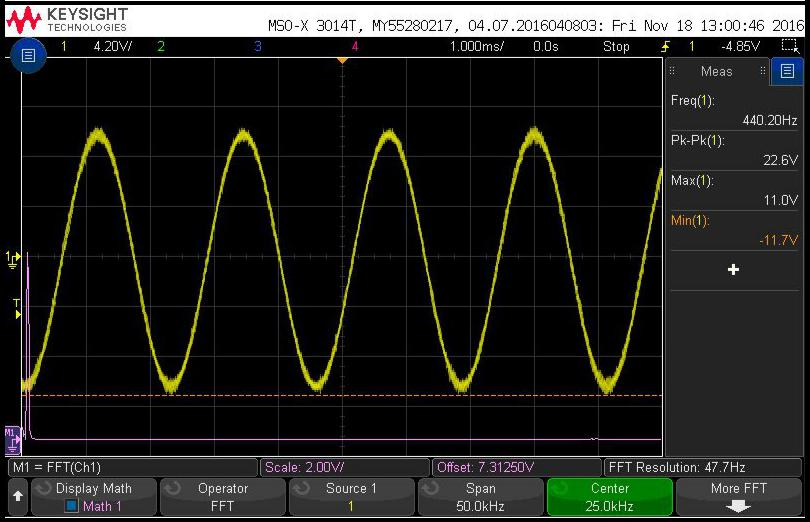 KEYSIGHT
TECHNOLOGIES
MSO-X 3014T, MY55280217, 04.07.2016040803: Fri Nov 18 13:00:46 2016
1 4.20V/ 2 3 4 1.000ms/ 0.0s Stop 1 -4.85V
Meas
Freq(1):
440.20Hz
Pk-Pk(1):
22.6V
Max(1):
11.0V
Min(1):
-11.7V
+
1
T
M1
M1 = FFT(Ch1) Scale: 2.00V/ Offset: 7.31250V FFT Resolution: 47.7Hz
Display Math Operator Source 1 Span Center More FFT
Math 1 FFT 1 50.0kHz 25.0kHz